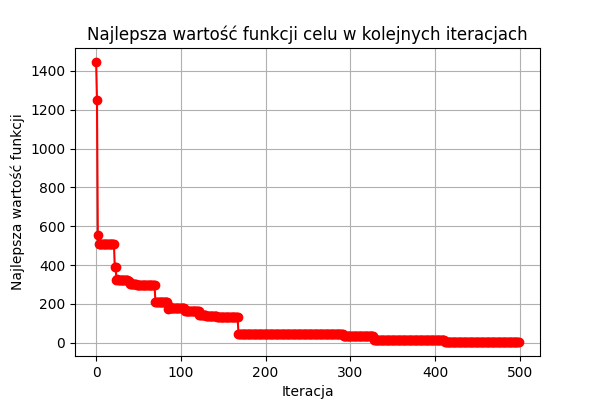 Najlepsza wartość funkcji celu w kolejnych iteracjach
Najlepsza wartość funkcji
1400
1200
1000
800
600
400
200
0
0 100 200 300 400 500
Iteracja